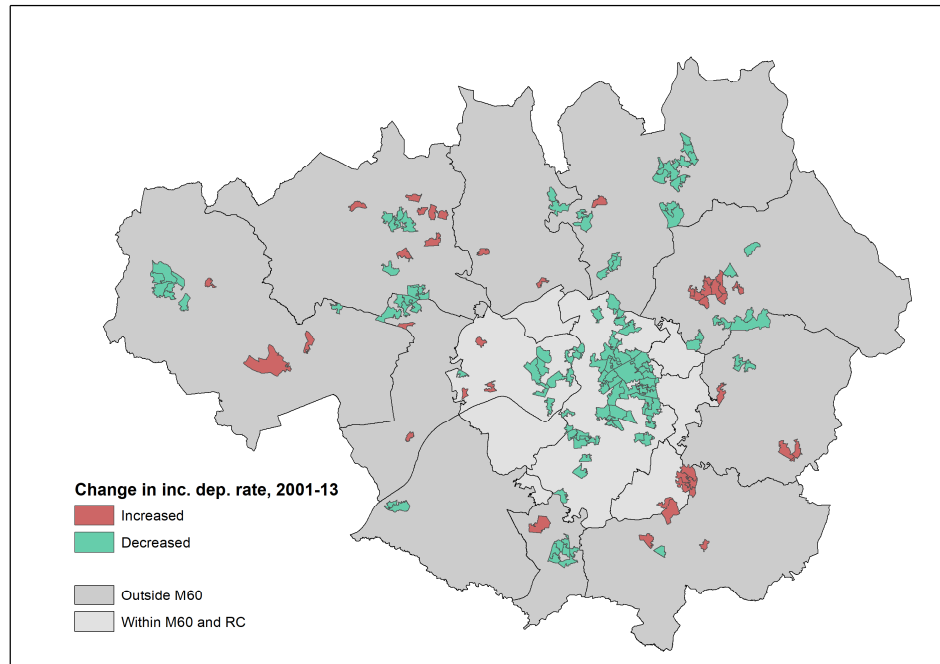 Change in inc. dep. rate, 2001-13
Increased
Decreased
Outside M60
Within M60 and RC